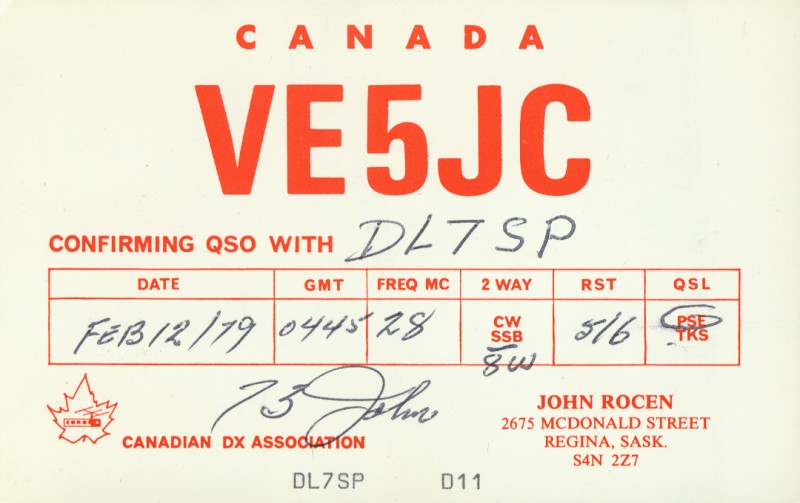 CANADA
VE5JC
CONFIRMING QSO WITH DL7SP
DATE GMT FREQ MC 2 WAY RST QSL
FEB 12/79 0445 28 CW SSB 8W 516 PSE TKS
73 John
CANADA
CANADIAN DX ASSOCIATION
JOHN ROCEN
2675 MCDONALD STREET
REGINA, SASK.
S4N 2Z7
DL7SP D11